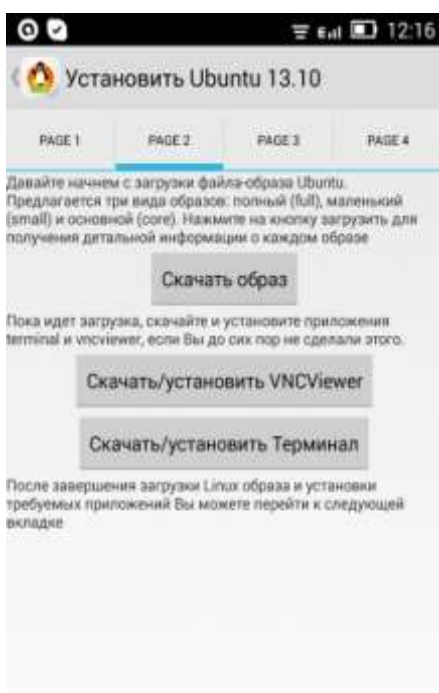 12:16
Установить Ubuntu 13.10
PAGE 1 PAGE 2 PAGE 3 PAGE 4
Давайте начнем с загрузки файла-образа Ubuntu.
Предлагается три вида образов: полный (full), маленький
(small) и основной (core). Нажмите на кнопку загрузить для
получения детальной информации о каждом образе
Скачать образ
Пока идет загрузка, скачайте и установите приложения
terminal и vncviewer, если Вы до сих пор не сделали этого.
Скачать/установить VNCViewer
Скачать/установить Терминал
После завершения загрузки Linux образа и установки
требуемых приложений Вы можете перейти к следующей
вкладке